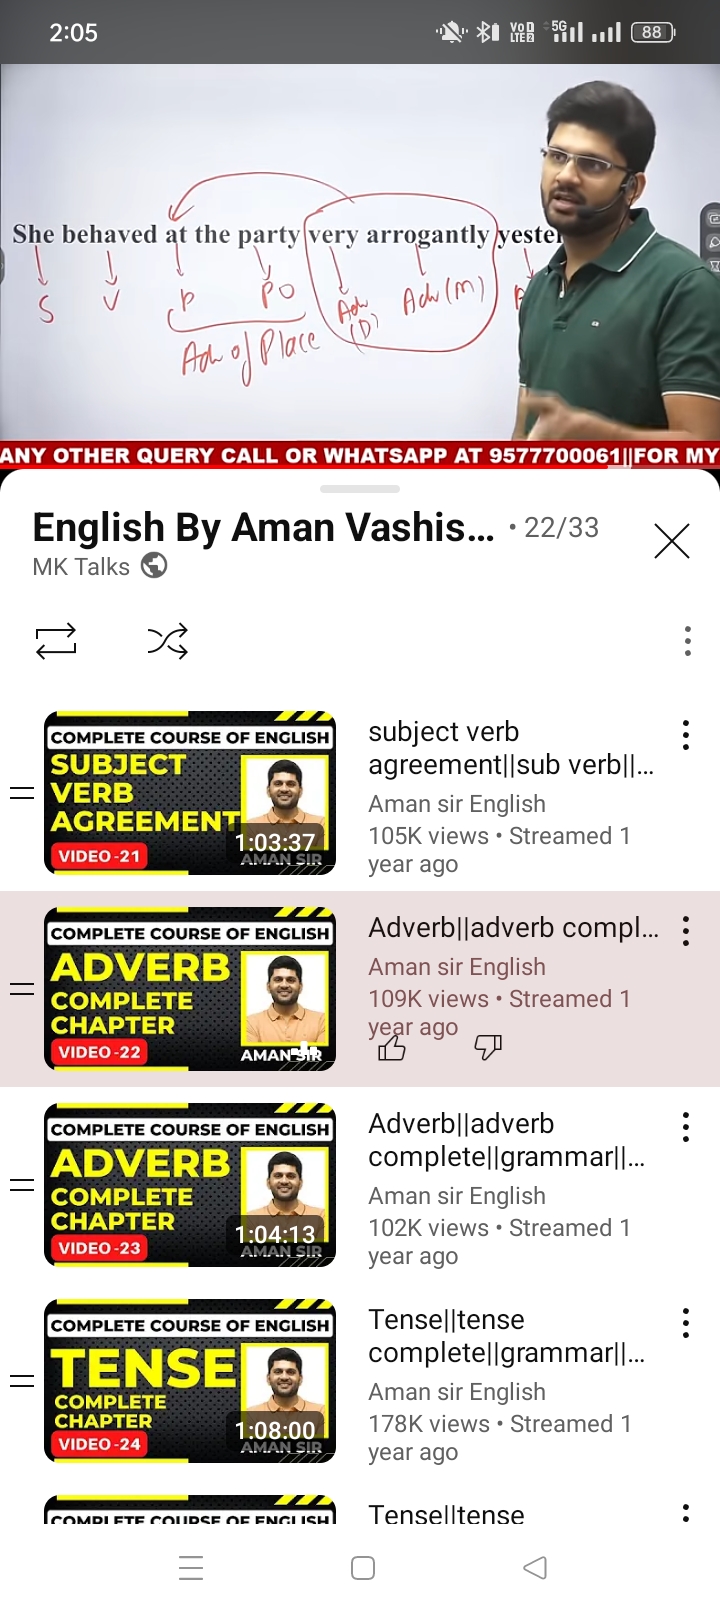 2:05
VoD
LTE2
5G
88
She behaved at the party very arrogantly
S V P PO Adv (D) Adv (M)
Adv of Place
ANY OTHER QUERY CALL OR WHATSAPP AT 9577700061||FOR MY
English By Aman Vashis... • 22/33
MK Talks
COMPLETE COURSE OF ENGLISH
SUBJECT
VERB
AGREEMENT
1:03:37
VIDEO -21
AMAN SIR
subject verb
agreement||sub verb||...
Aman sir English
105K views • Streamed 1
year ago
COMPLETE COURSE OF ENGLISH
ADVERB
COMPLETE
CHAPTER
VIDEO -22
AMAN SIR
Adverb||adverb compl...
Aman sir English
109K views • Streamed 1
year ago
COMPLETE COURSE OF ENGLISH
ADVERB
COMPLETE
CHAPTER
1:04:13
VIDEO -23
AMAN SIR
Adverb||adverb
complete||grammar||...
Aman sir English
102K views • Streamed 1
year ago
COMPLETE COURSE OF ENGLISH
TENSE
COMPLETE
CHAPTER
1:08:00
VIDEO -24
AMAN SIR
Tense||tense
complete||grammar||...
Aman sir English
178K views • Streamed 1
year ago
COMPLETE COURSE OF ENGLISH
Tense||tense